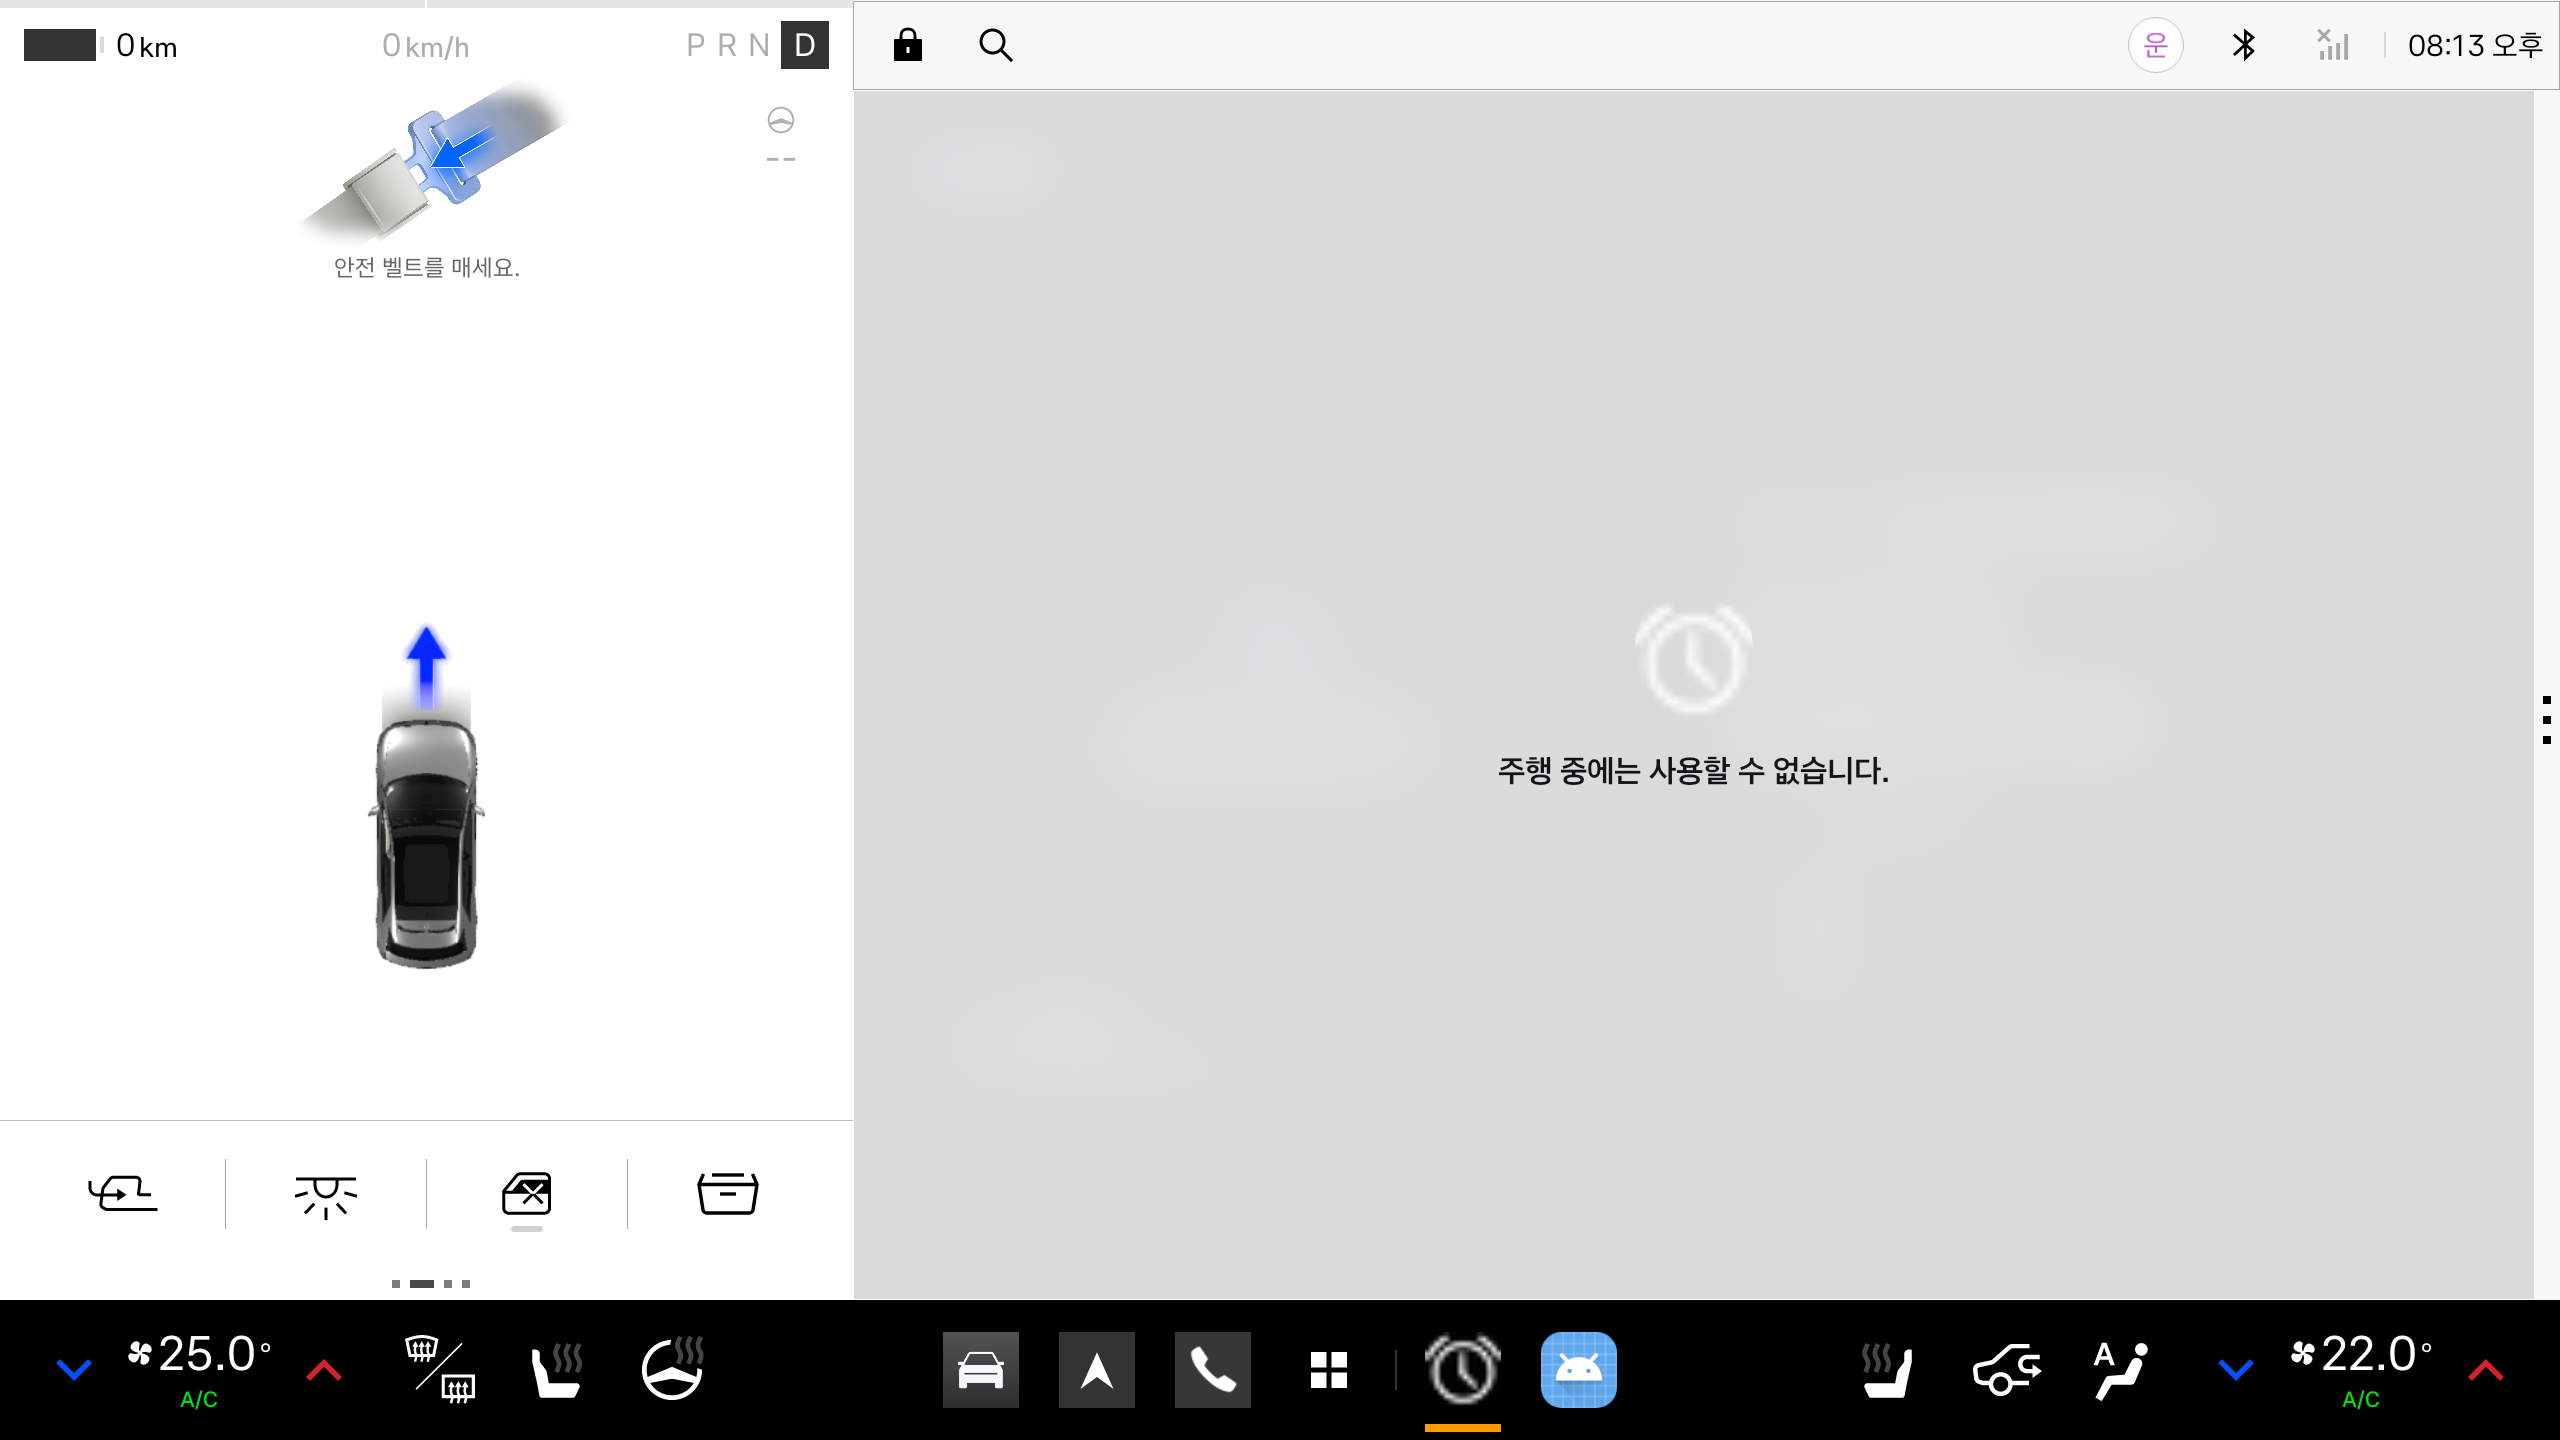 0 km
0 km/h
P R N D
운
08:13 오후
안전 벨트를 매세요.
--
주행 중에는 사용할 수 없습니다.
25.0°
A/C
A
22.0°
A/C